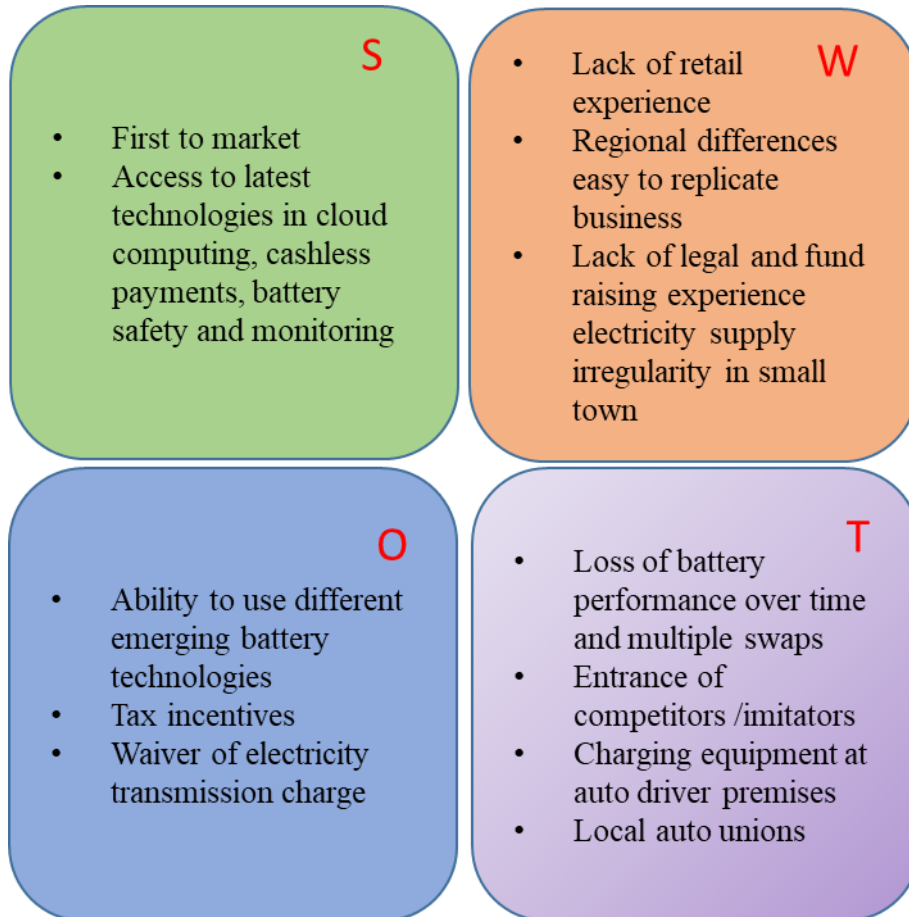 S
• First to market
• Access to latest
technologies in cloud
computing, cashless
payments, battery
safety and monitoring
W
• Lack of retail
experience
• Regional differences
easy to replicate
business
• Lack of legal and fund
raising experience
electricity supply
irregularity in small
town
O
• Ability to use different
emerging battery
technologies
• Tax incentives
• Waiver of electricity
transmission charge
T
• Loss of battery
performance over time
and multiple swaps
• Entrance of
competitors /imitators
• Charging equipment at
auto driver premises
• Local auto unions